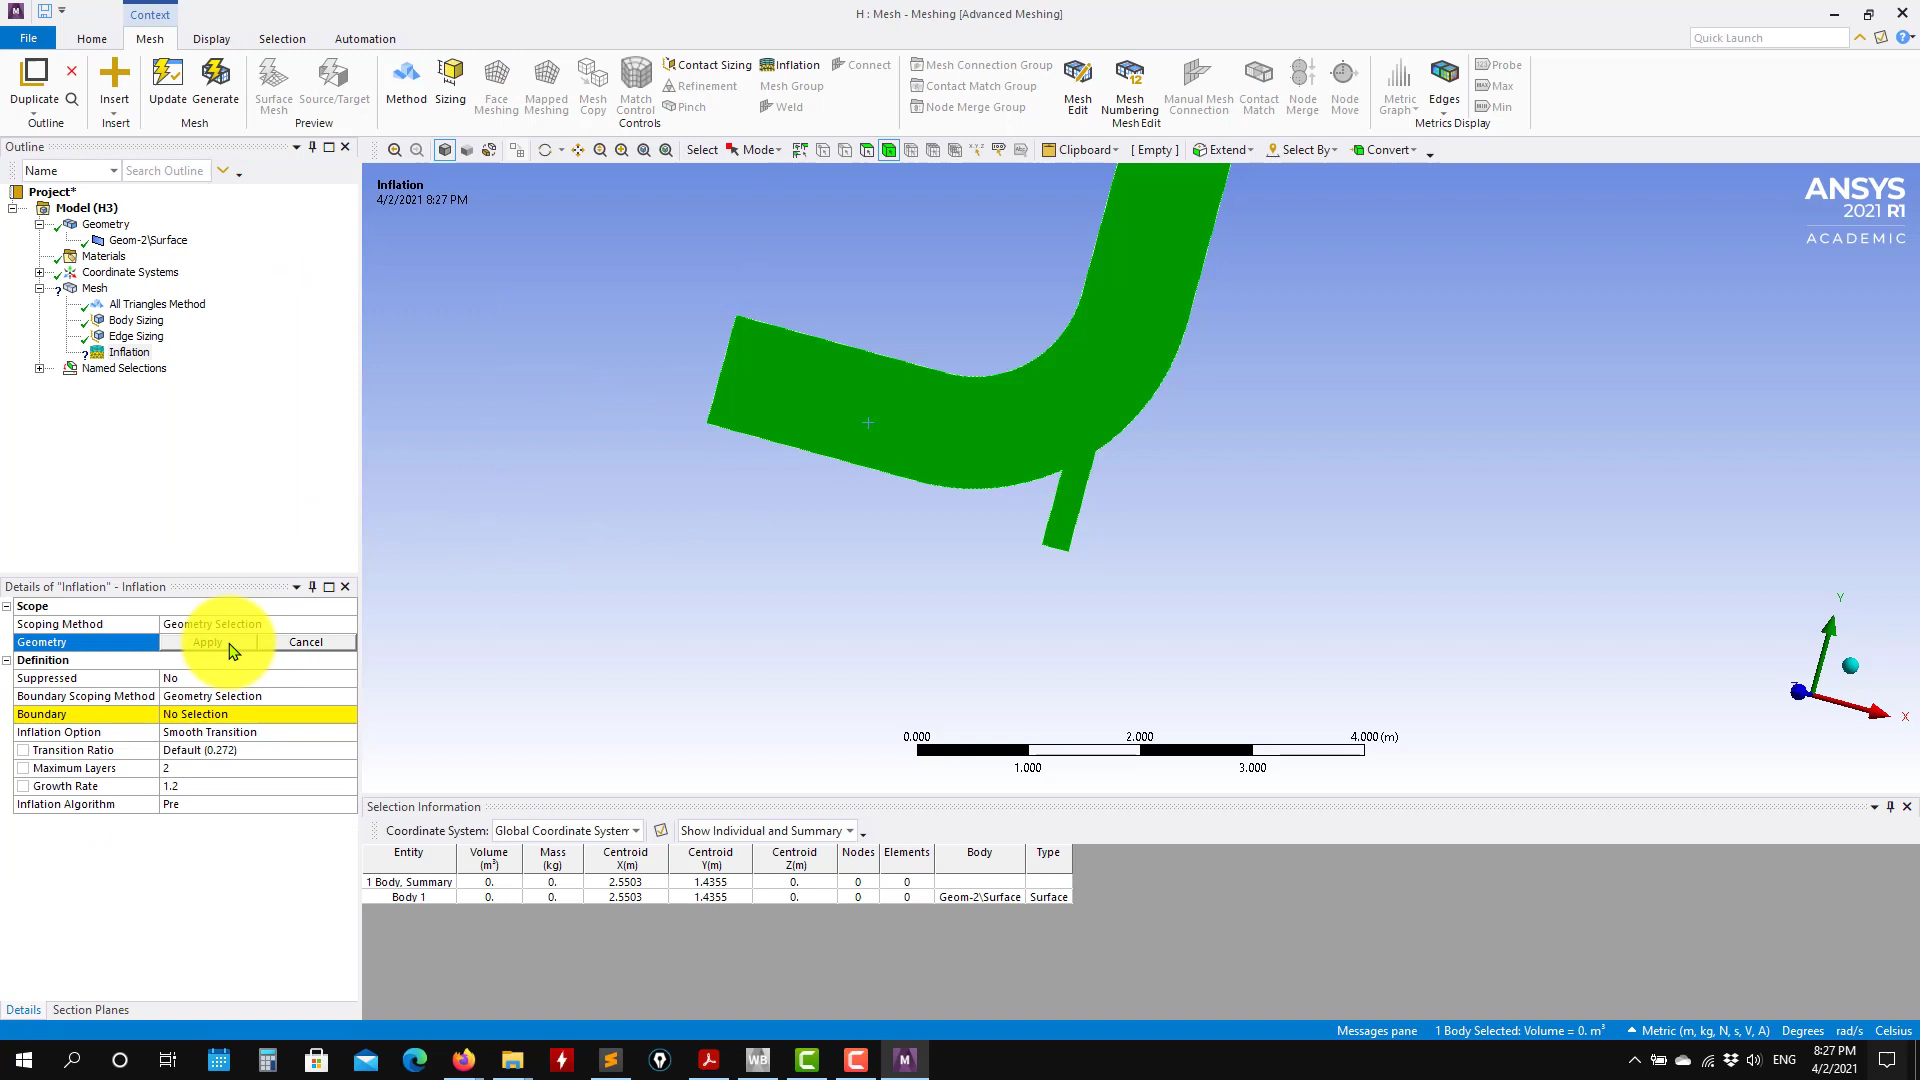 Context
H : Mesh - Meshing [Advanced Meshing]
File
Home
Mesh
Display
Selection
Automation
Quick Launch
Duplicate
Outline
Insert
Insert
Update
Generate
Mesh
Surface
Mesh
Source/Target
Preview
Method
Sizing
Face
Meshing
Mapped
Meshing
Mesh
Copy
Match
Control
Contact Sizing
Refinement
Pinch
Inflation
Mesh Group
Weld
Connect
Controls
Mesh Connection Group
Contact Match Group
Node Merge Group
Mesh
Edit
Mesh
Numbering
Manual Mesh
Connection
Contact
Match
Node
Merge
Node
Move
Mesh Edit
Metric
Graph
Edges
Probe
Max
Min
Metrics Display
Outline
Name
Search Outline
Select
Mode
Clipboard
[ Empty ]
Extend
Select By
Convert
Project*
Model (H3)
Geometry
Geom-2\Surface
Materials
Coordinate Systems
Mesh
All Triangles Method
Body Sizing
Edge Sizing
Inflation
Named Selections
Inflation
4/2/2021 8:27 PM
ANSYS
2021 R1
ACADEMIC
Y
Z
X
0.000
2.000
4.000 (m)
1.000
3.000
Details of "Inflation" - Inflation
Scope
Scoping Method Geometry Selection
Geometry Apply Cancel
Definition
Suppressed No
Boundary Scoping Method Geometry Selection
Boundary No Selection
Inflation Option Smooth Transition
Transition Ratio Default (0.272)
Maximum Layers 2
Growth Rate 1.2
Inflation Algorithm Pre
Details
Section Planes
Selection Information
Coordinate System: Global Coordinate System Show Individual and Summary
Entity Volume (m³) Mass (kg) Centroid X(m) Centroid Y(m) Centroid Z(m) Nodes Elements Body Type
1 Body, Summary 0. 0. 2.5503 1.4355 0. 0 0
Body 1 0. 0. 2.5503 1.4355 0. 0 0 Geom-2\Surface Surface
Messages pane
1 Body Selected: Volume = 0. m³
Metric (m, kg, N, s, V, A)
Degrees
rad/s
Celsius
WB
M
ENG
8:27 PM
4/2/2021